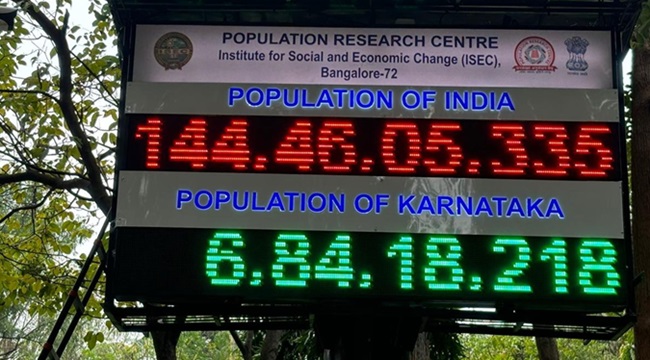 POPULATION RESEARCH CENTRE
Institute for Social and Economic Change (ISEC),
Bangalore-72
POPULATION OF INDIA
144.46.05.335
POPULATION OF KARNATAKA
6.84.18.218